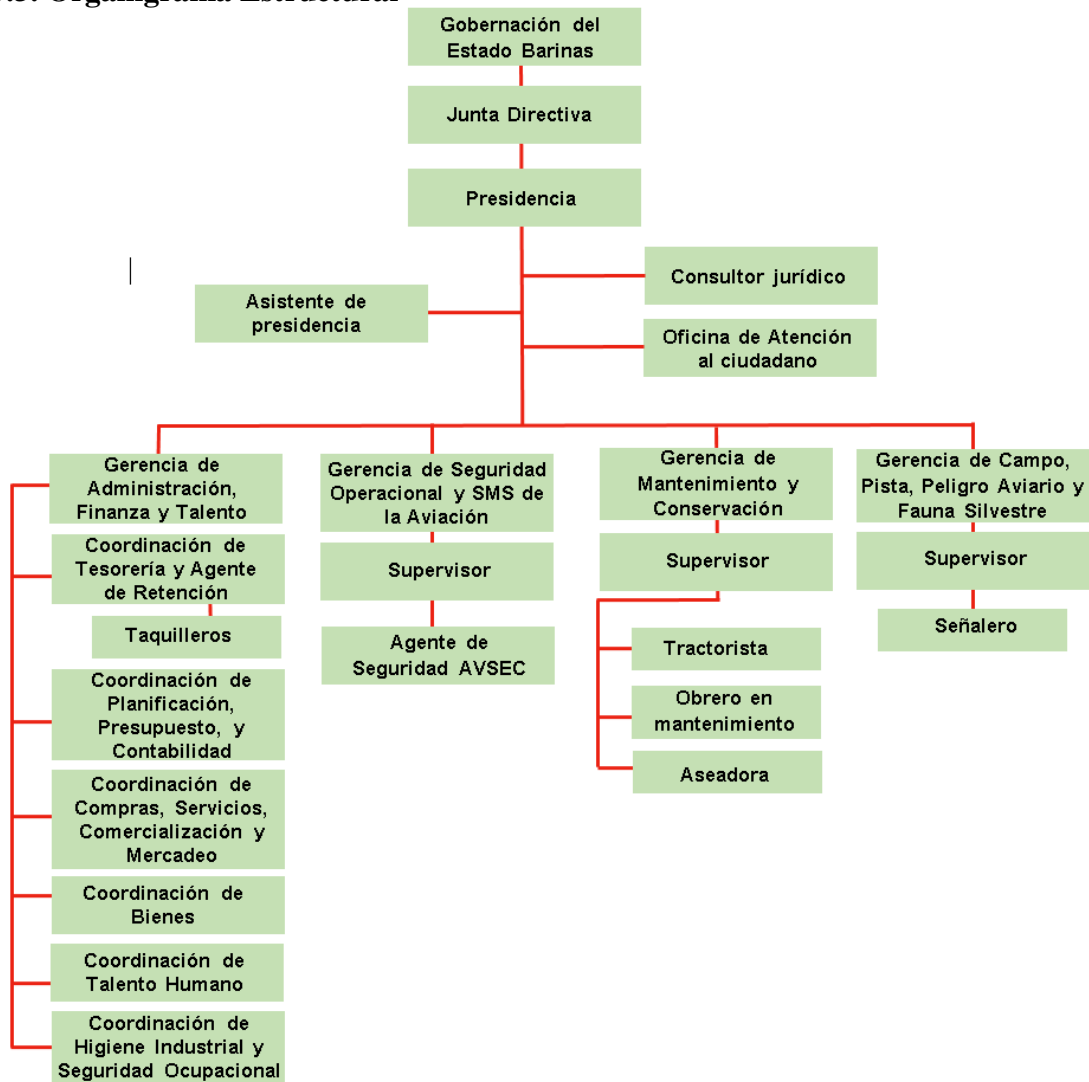 Organigrama Estructural
Gobernación del
Estado Barinas
Junta Directiva
Presidencia
Consultor jurídico
Asistente de
presidencia
Oficina de Atención
al ciudadano
Gerencia de
Administración,
Finanza y Talento
Coordinación de
Tesorería y Agente
de Retención
Taquilleros
Coordinación de
Planificación,
Presupuesto, y
Contabilidad
Coordinación de
Compras, Servicios,
Comercialización y
Mercadeo
Coordinación de
Bienes
Coordinación de
Talento Humano
Coordinación de
Higiene Industrial y
Seguridad Ocupacional
Gerencia de Seguridad
Operacional y SMS de
la Aviación
Supervisor
Agente de
Seguridad AVSEC
Gerencia de
Mantenimiento y
Conservación
Supervisor
Tractorista
Obrero en
mantenimiento
Aseadora
Gerencia de Campo,
Pista, Peligro Aviario y
Fauna Silvestre
Supervisor
Señalero